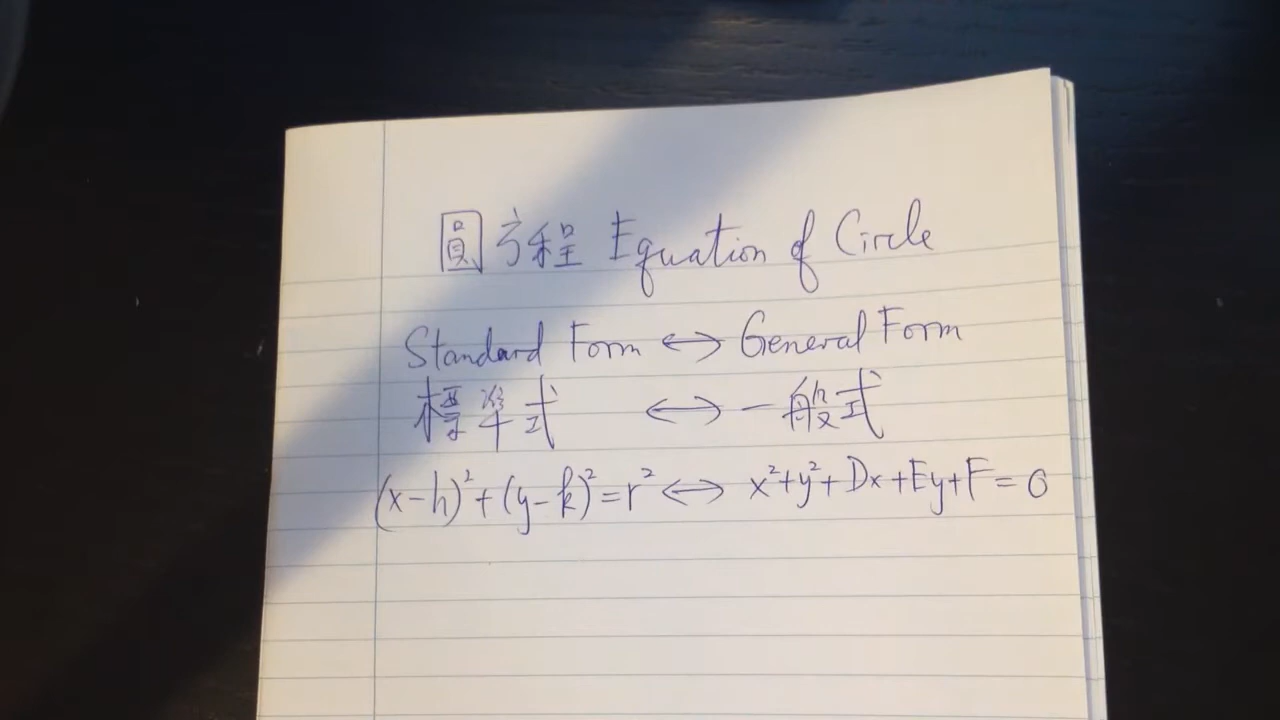 圓方程 Equation of Circle
Standard Form ↔ General Form
標準式 ↔ 一般式
(x-h)²+(y-k)²=r² ↔ x²+y²+Dx+Ey+F=0